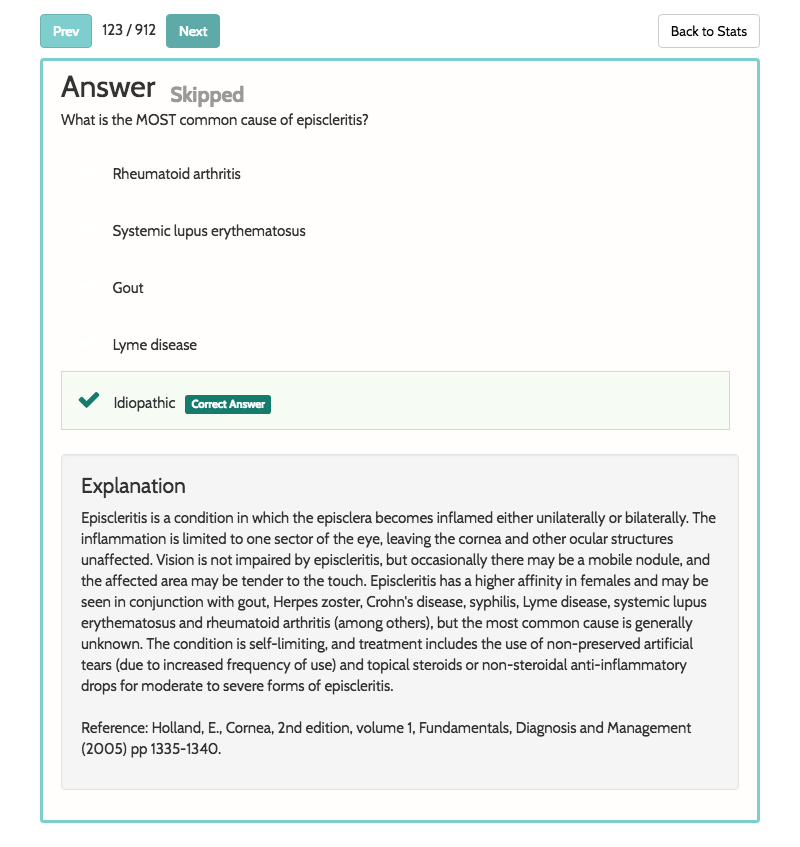 Prev 123 / 912 Next Back to Stats
Answer Skipped
What is the MOST common cause of episcleritis?
Rheumatoid arthritis
Systemic lupus erythematosus
Gout
Lyme disease
Idiopathic Correct Answer
Explanation
Episcleritis is a condition in which the episclera becomes inflamed either unilaterally or bilaterally. The
inflammation is limited to one sector of the eye, leaving the cornea and other ocular structures
unaffected. Vision is not impaired by episcleritis, but occasionally there may be a mobile nodule, and
the affected area may be tender to the touch. Episcleritis has a higher affinity in females and may be
seen in conjunction with gout, Herpes zoster, Crohn's disease, syphilis, Lyme disease, systemic lupus
erythematosus and rheumatoid arthritis (among others), but the most common cause is generally
unknown. The condition is self-limiting, and treatment includes the use of non-preserved artificial
tears (due to increased frequency of use) and topical steroids or non-steroidal anti-inflammatory
drops for moderate to severe forms of episcleritis.
Reference: Holland, E., Cornea, 2nd edition, volume 1, Fundamentals, Diagnosis and Management
(2005) pp 1335-1340.